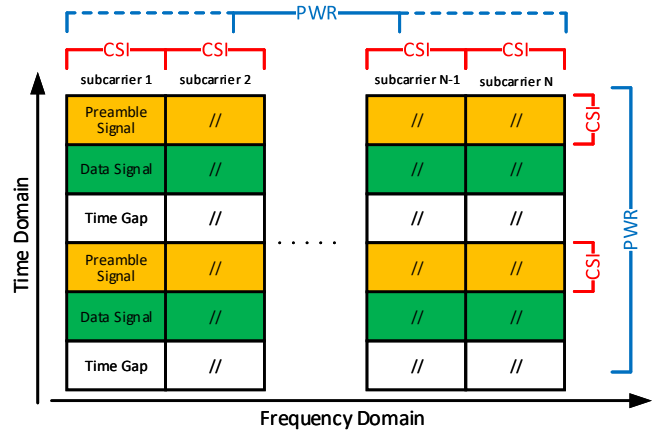 PWR
CSI CSI CSI CSI
subcarrier 1 subcarrier 2 subcarrier N-1 subcarrier N
Preamble
Signal // // //
CSI
Data Signal // // //
Time Gap // // //
. . . . .
Preamble
Signal // // //
CSI
Data Signal // // //
Time Gap // // //
PWR
Time Domain
Frequency Domain